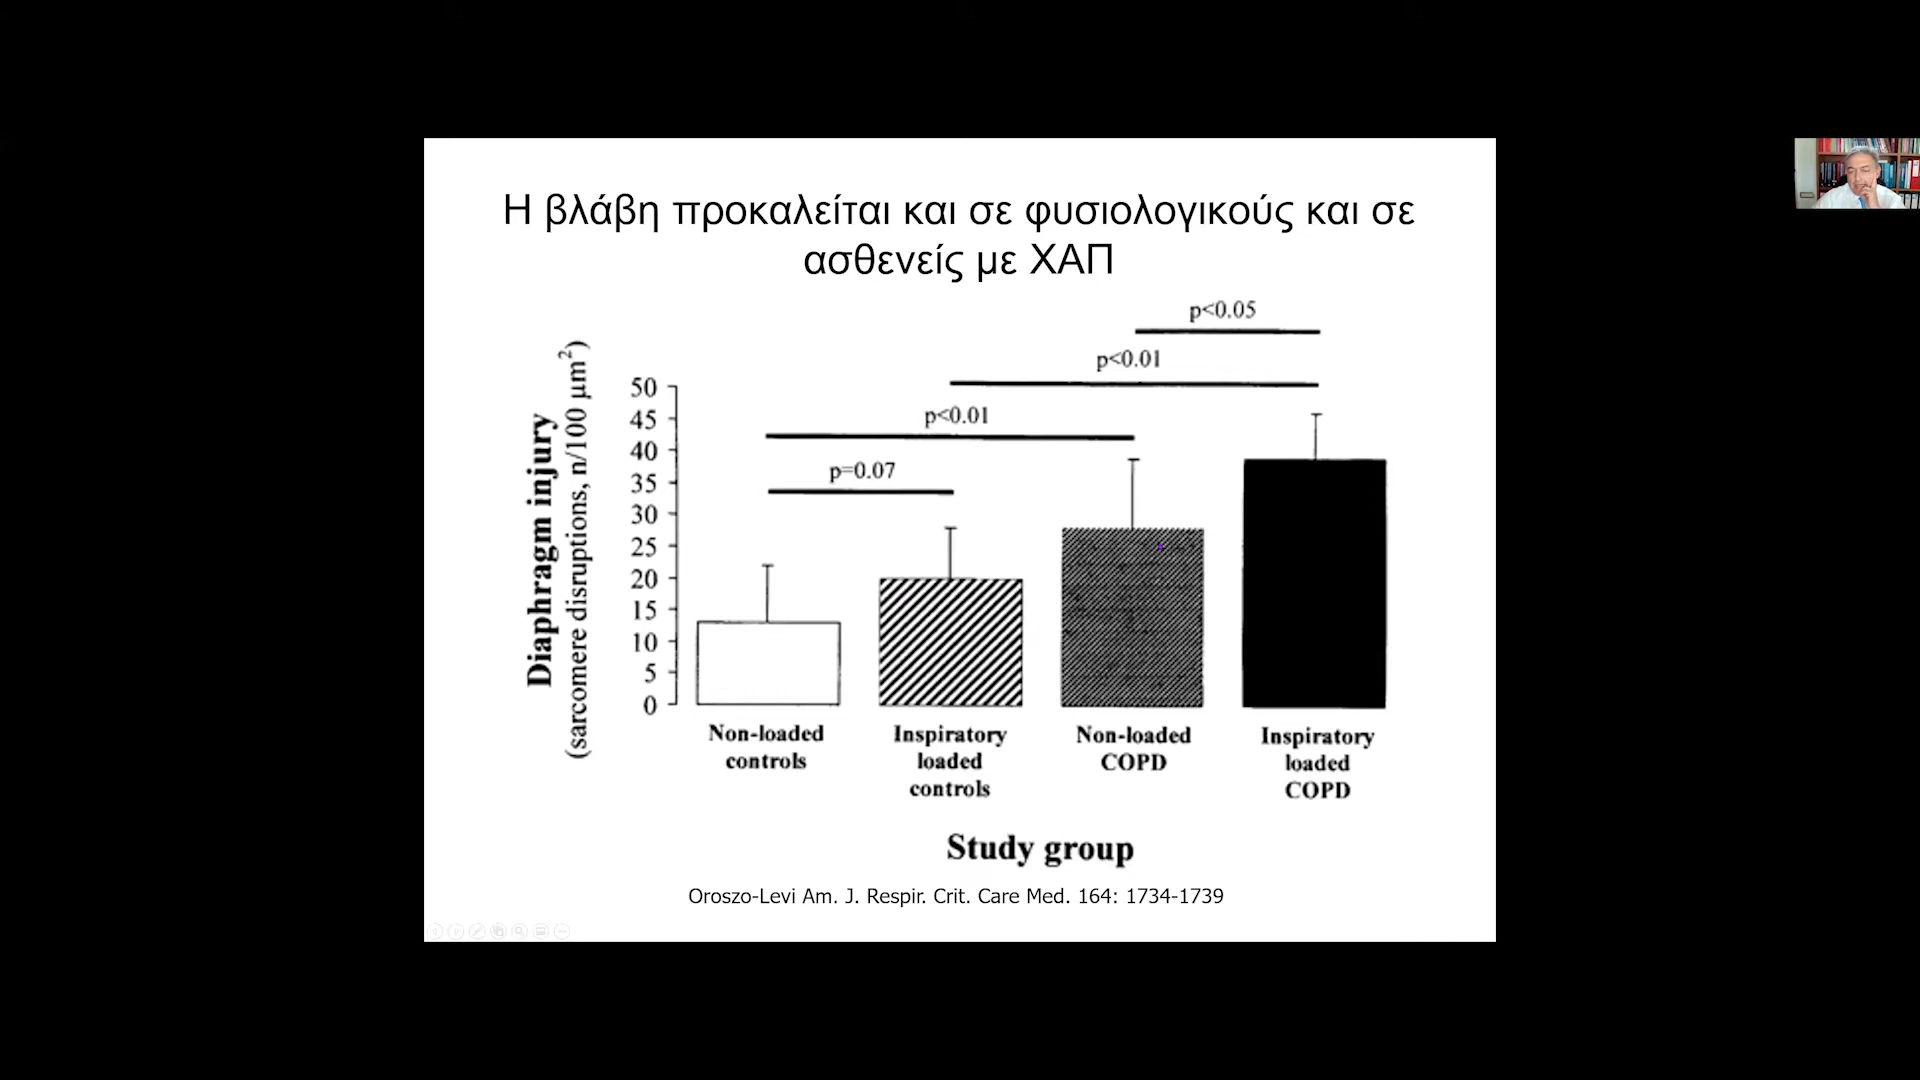 Η βλάβη προκαλείται και σε φυσιολογικούς και σε
ασθενείς με ΧΑΠ
p<0.05
p<0.01
p<0.01
p=0.07
Diaphragm injury
(sarcomere disruptions, n/100 μm²)
50
45
40
35
30
25
20
15
10
5
0
Non-loaded
controls
Inspiratory
loaded
controls
Non-loaded
COPD
Inspiratory
loaded
COPD
Study group
Oroszo-Levi Am. J. Respir. Crit. Care Med. 164: 1734-1739